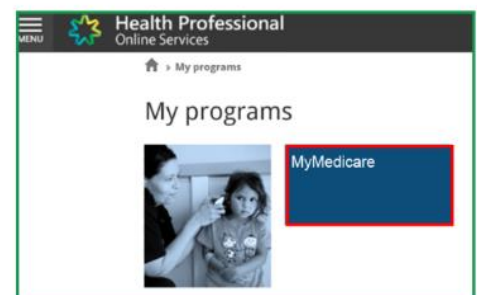 MENU
Health Professional
Online Services
» My programs
My programs
MyMedicare